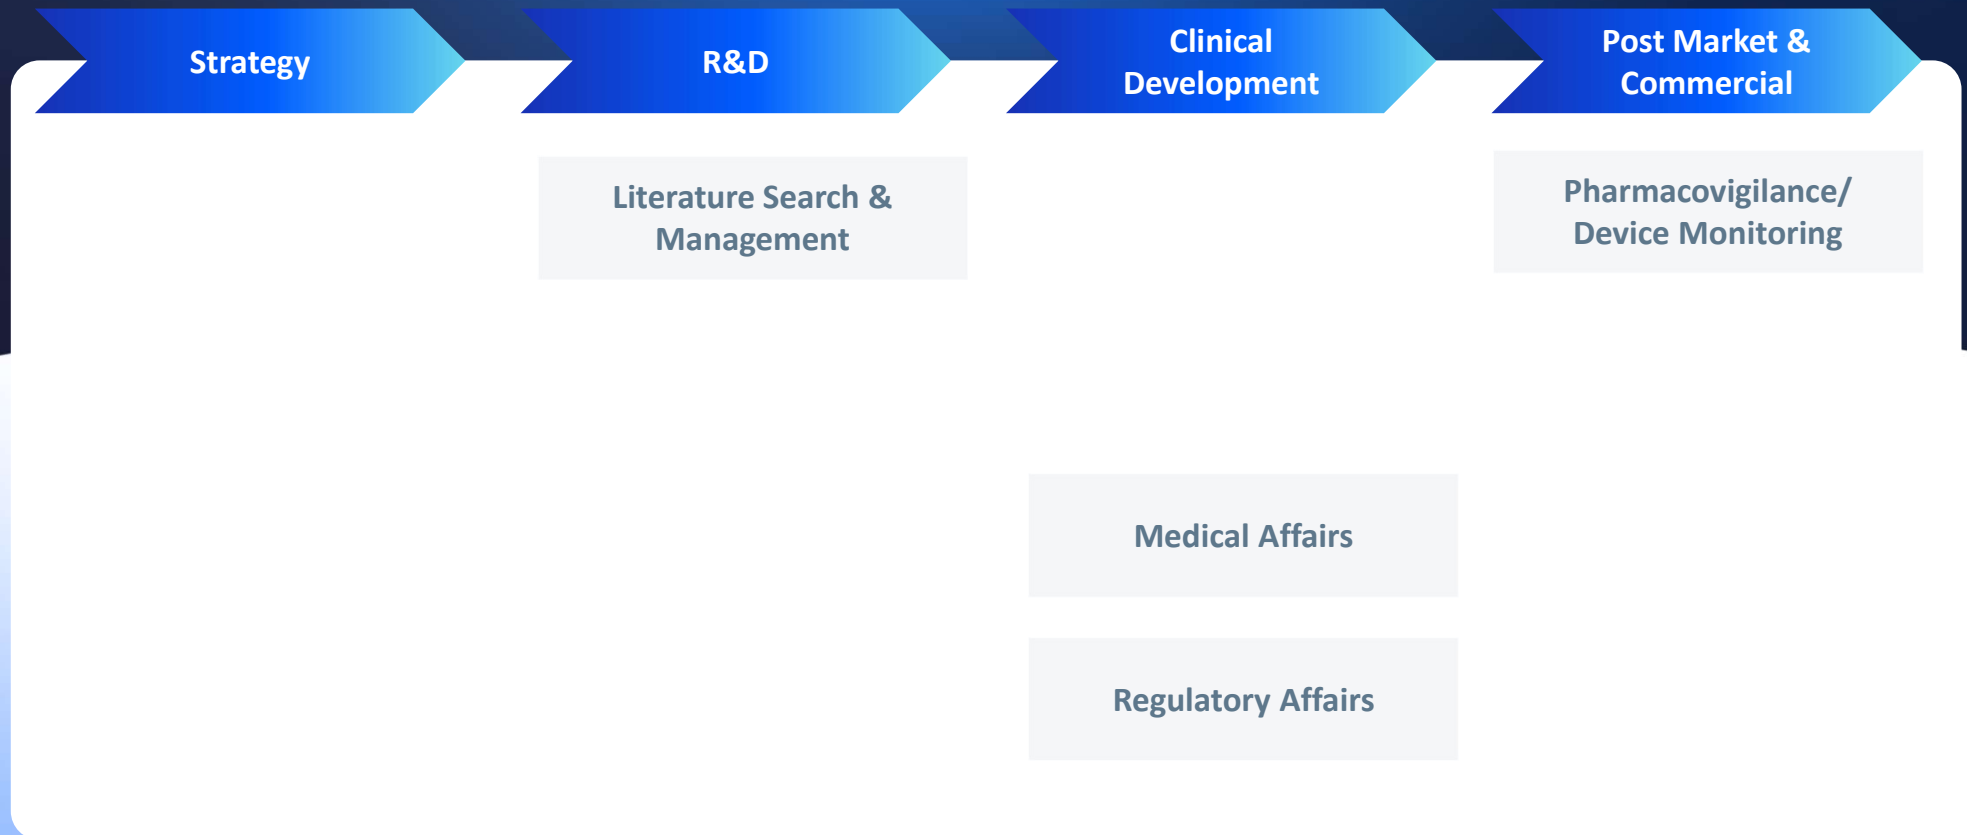 Strategy
R&D
Clinical
Development
Post Market &
Commercial
Literature Search &
Management
Pharmacovigilance/
Device Monitoring
Medical Affairs
Regulatory Affairs